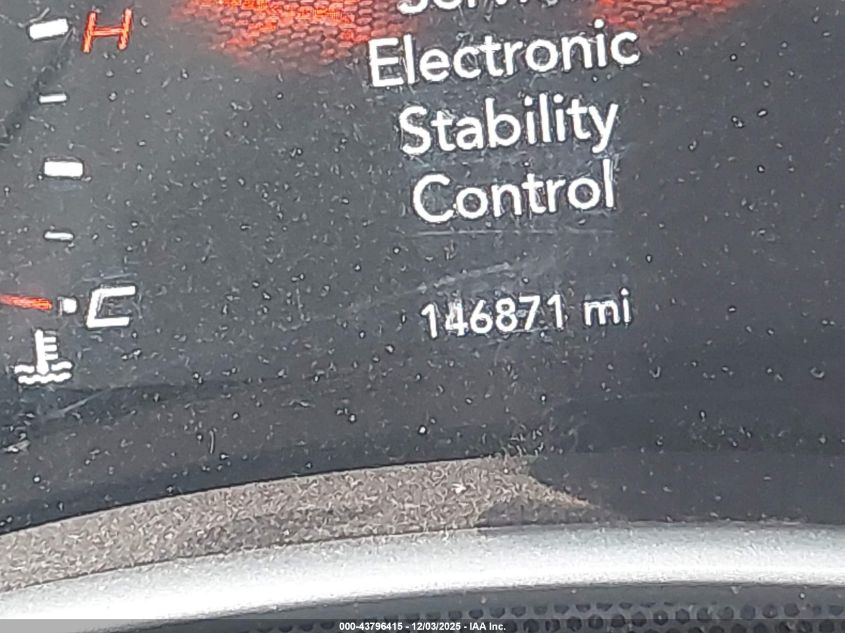 H
Electronic
Stability
Control
C
146871 mi
000-43796415 - 12/03/2025 - IAA Inc.